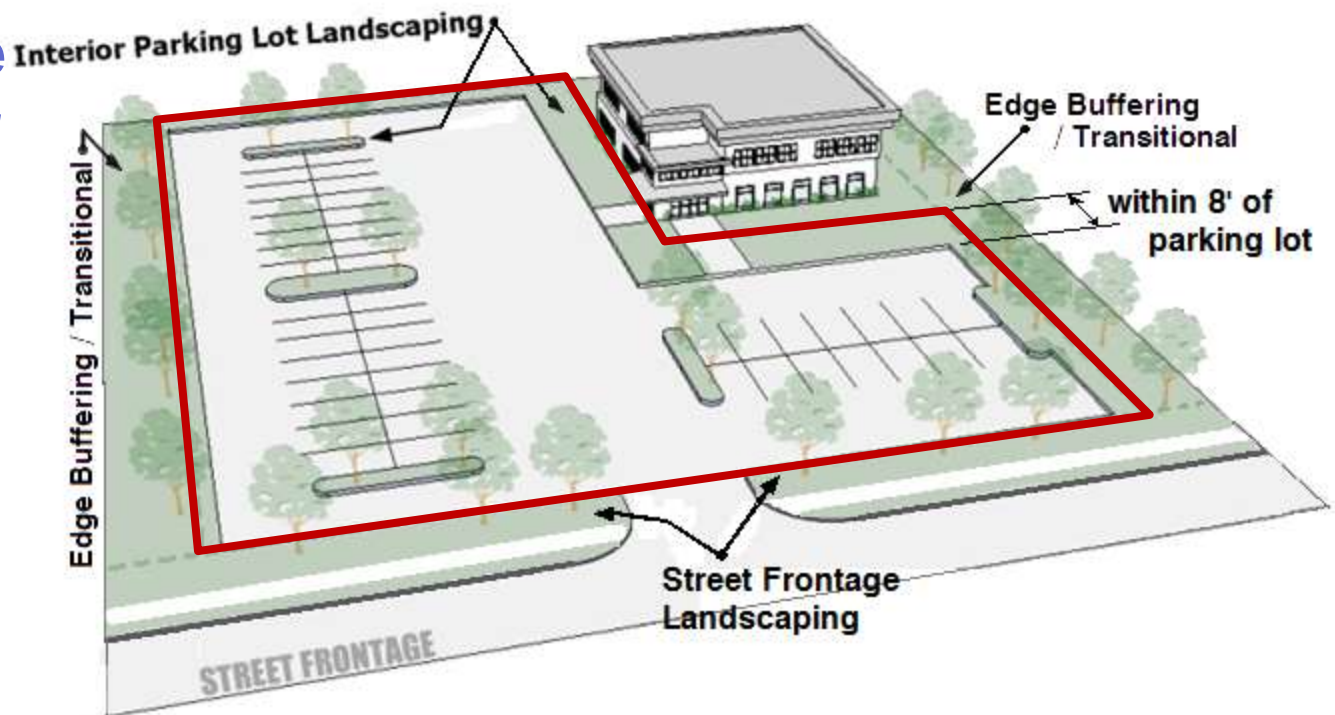 Interior Parking Lot Landscaping
Edge Buffering
/ Transitional
within 8' of
parking lot
Edge Buffering / Transitional
Street Frontage
Landscaping
STREET FRONTAGE